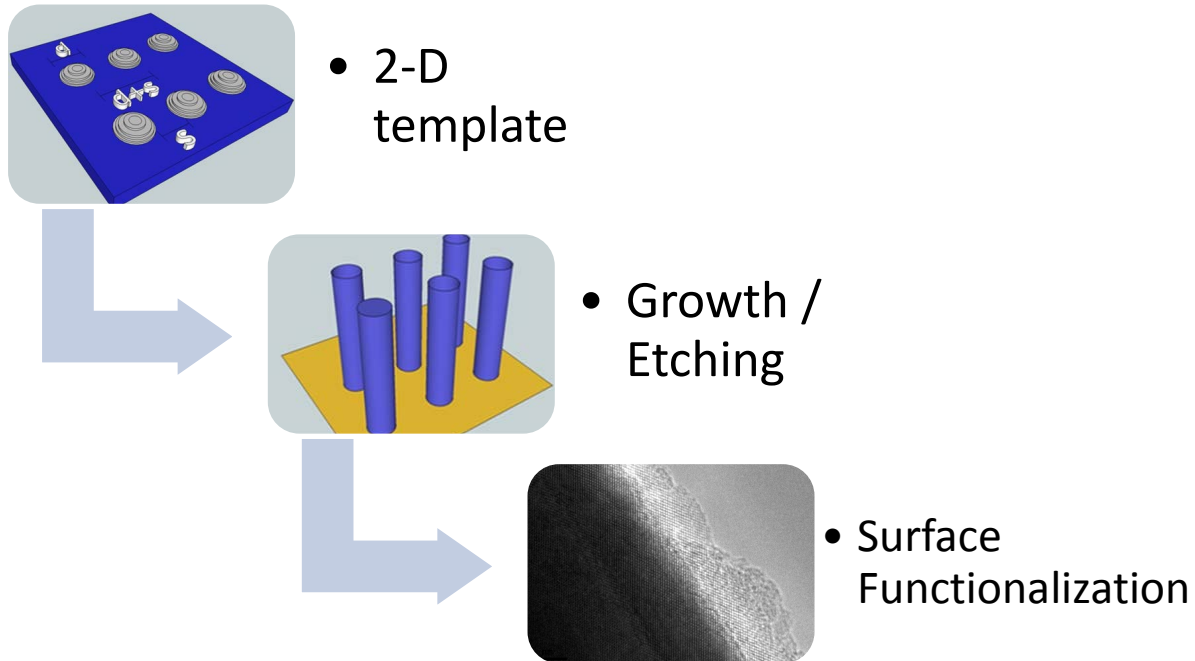 d
d+s
s
• 2-D
template
• Growth /
Etching
• Surface
Functionalization